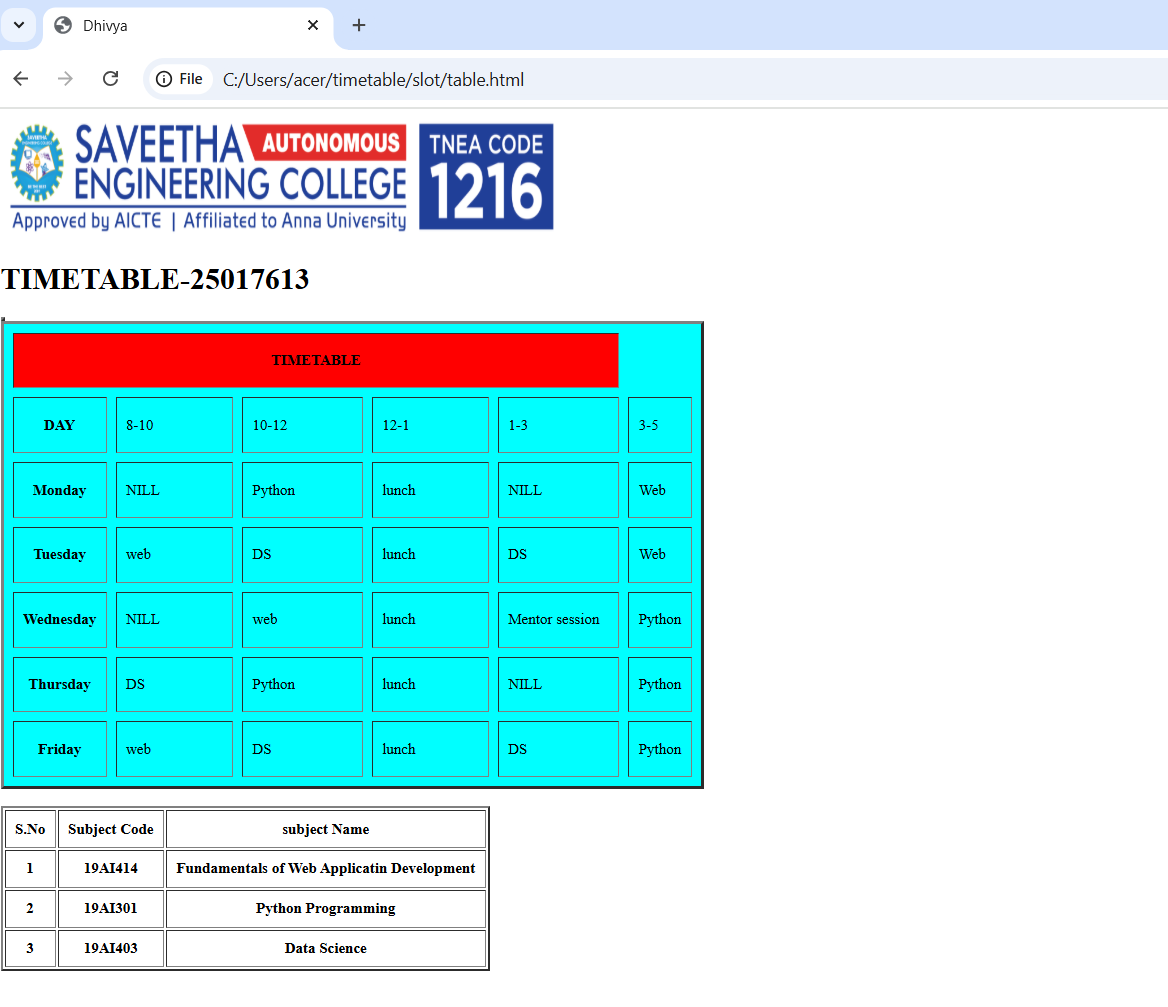 Dhivya
File C:/Users/acer/timetable/slot/table.html
SAVEETHA AUTONOMOUS
ENGINEERING COLLEGE
Approved by AICTE | Affiliated to Anna University
TNEA CODE
1216
TIMETABLE-25017613
TIMETABLE
DAY 8-10 10-12 12-1 1-3 3-5
Monday NILL Python lunch NILL Web
Tuesday web DS lunch DS Web
Wednesday NILL web lunch Mentor session Python
Thursday DS Python lunch NILL Python
Friday web DS lunch DS Python
S.No Subject Code subject Name
1 19AI414 Fundamentals of Web Applicatin Development
2 19AI301 Python Programming
3 19AI403 Data Science